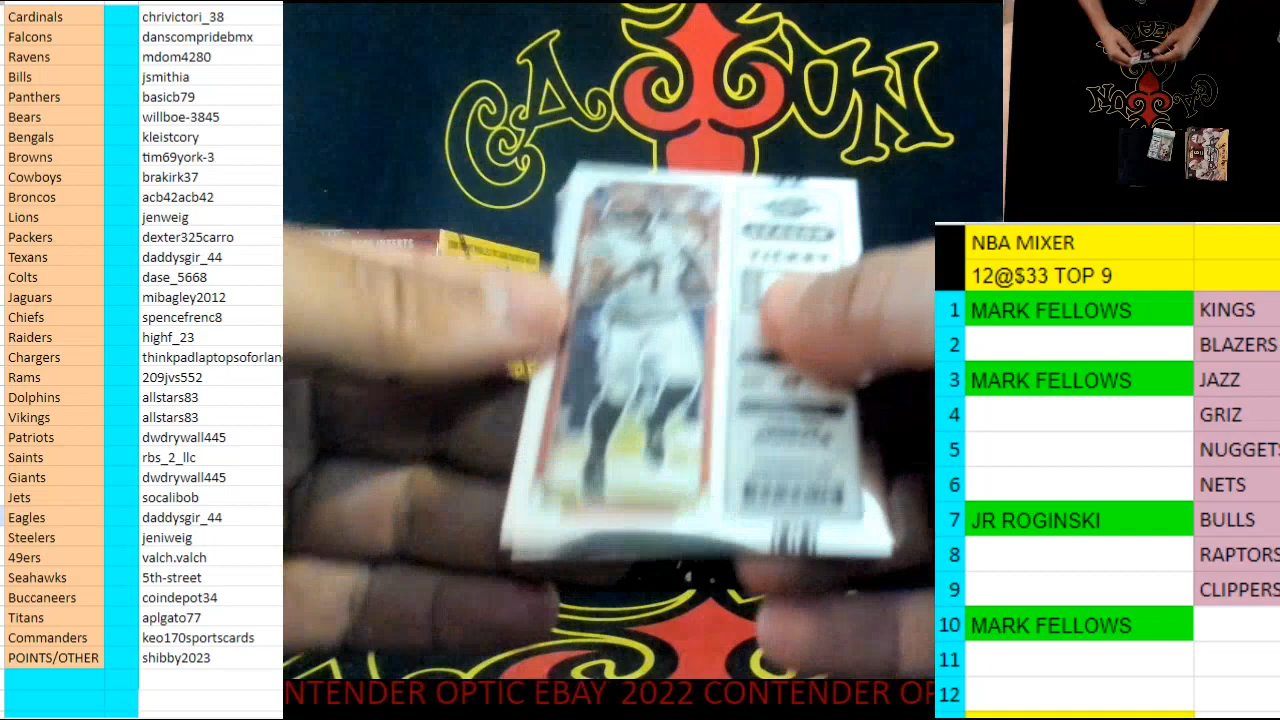 Cardinals chrivictori_38
Falcons danscompridebmx
Ravens mdom4280
Bills jsmithia
Panthers basicb79
Bears willboe-3845
Bengals kleistcory
Browns tim69york-3
Cowboys brakirk37
Broncos acb42acb42
Lions jenweig
Packers dexter325carro
Texans daddysgir_44
Colts dase_5668
Jaguars mibagley2012
Chiefs spencefrenc8
Raiders highf_23
Chargers thinkpadlaptopsoforlan
Rams 209jvs552
Dolphins allstars83
Vikings allstars83
Patriots dwdrywall445
Saints rbs_2_llc
Giants dwdrywall445
Jets socalibob
Eagles daddysgir_44
Steelers jeniweig
49ers valch.valch
Seahawks 5th-street
Buccaneers coindepot34
Titans aplgato77
Commanders keo170sportscards
POINTS/OTHER shibby2023
CAJUN
TICKET
NTENDER OPTIC EBAY 2022 CONTENDER OP
NBA MIXER
12@$33 TOP 9
1 MARK FELLOWS KINGS
2 BLAZERS
3 MARK FELLOWS JAZZ
4 GRIZ
5 NUGGETS
6 NETS
7 JR ROGINSKI BULLS
8 RAPTORS
9 CLIPPERS
10 MARK FELLOWS
11
12